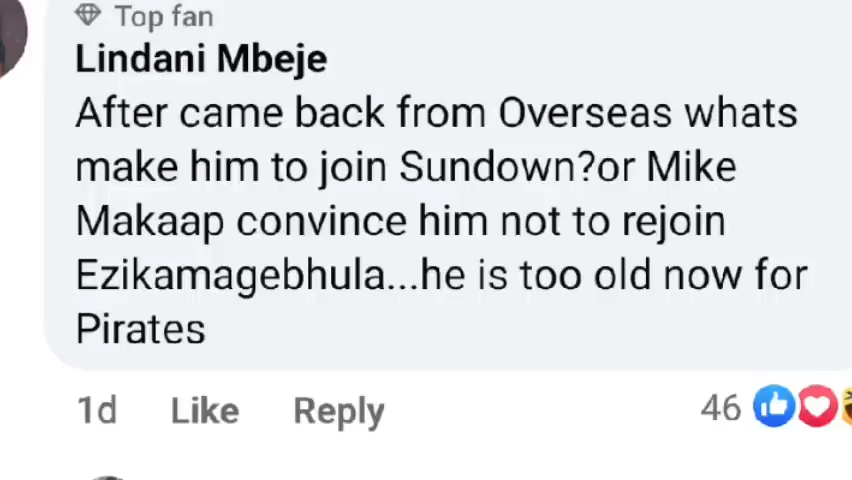 Top fan
Lindani Mbeje
After came back from Overseas whats
make him to join Sundown?or Mike
Makaap convince him not to rejoin
Ezikamagebhula...he is too old now for
Pirates
1d Like Reply 46